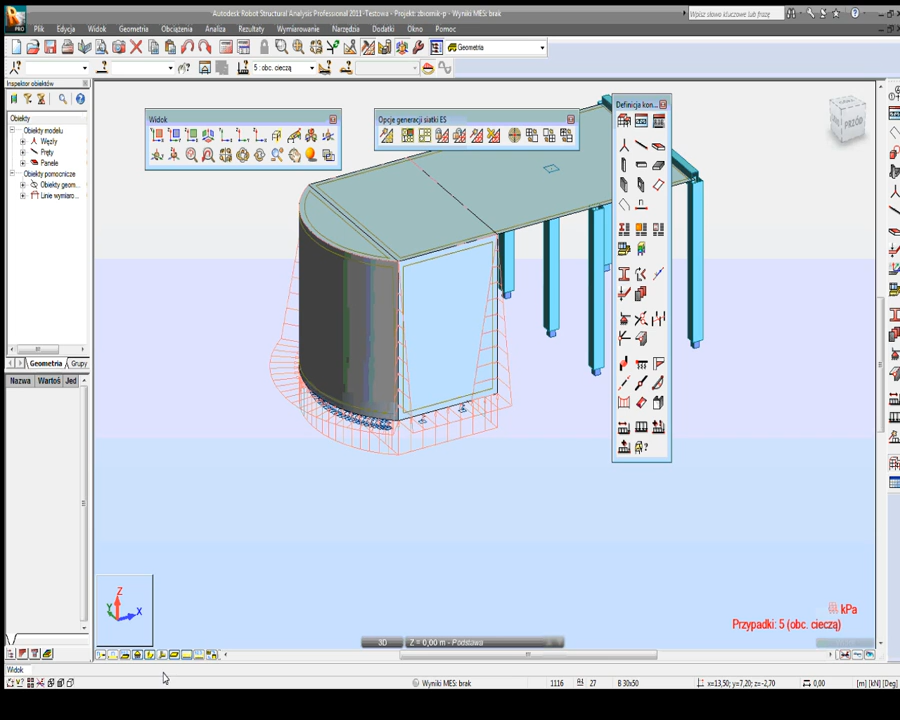 Autodesk Robot Structural Analysis Professional 2011-Testowa - Projekt: zbiornik-p - Wyniki MES: brak
Wpisz słowo kluczowe lub frazę
PRO
Plik Edycja Widok Geometria Obciążenia Analiza Rezultaty Wymiarowanie Narzędzia Dodatki Okno Pomoc
Geometria
5 : obc. cieczą
Inspektor obiektów
Obiekty
Obiekty modelu
Węzły
Pręty
Panele
Obiekty pomocnicze
Obiekty geom...
Linie wymiaro...
Geometria Grupy
Nazwa Wartoś Jed
Widok
Opcje generacji siatki ES
Definicja kon...
PRZÓD
Z
Y
X
kPa
Przypadki: 5 (obc. cieczą)
3D Z = 0,00 m - Podstawa
Widok
Wyniki MES: brak 1116 27 B 30x50 x=13,50; y=7,20; z=-2,70 0,00 [m] [kN] [Deg]